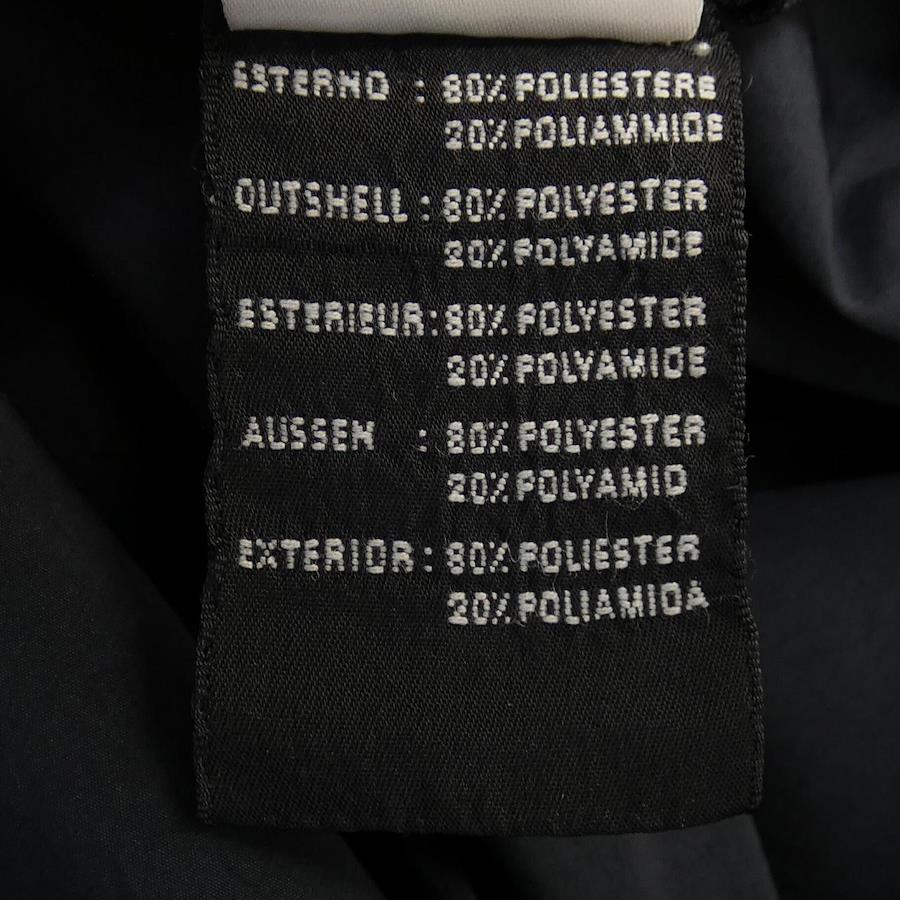 ESTERNO : 80% POLIESTERE
20% POLIAMMIDE
OUTSHELL : 80% POLYESTER
20% POLYAMIDE
ESTERIEUR: 80% POLYESTER
20% POLYAMIDE
AUSSEN : 80% POLYESTER
20% POLYAMID
EXTERIOR: 80% POLIESTER
20% POLIAMIDA